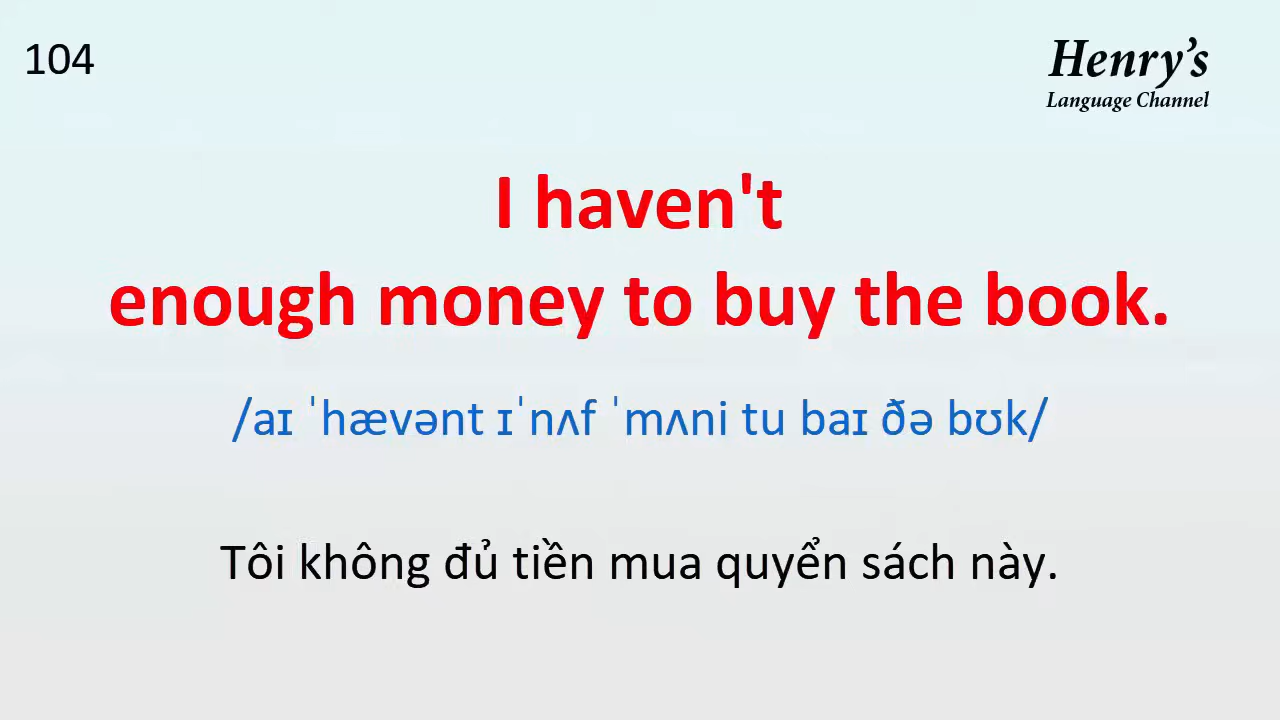 104
Henry's
Language Channel
I haven't
enough money to buy the book.
/aɪ ˈhævənt ɪˈnʌf ˈmʌni tu baɪ ðə bʊk/
Tôi không đủ tiền mua quyển sách này.